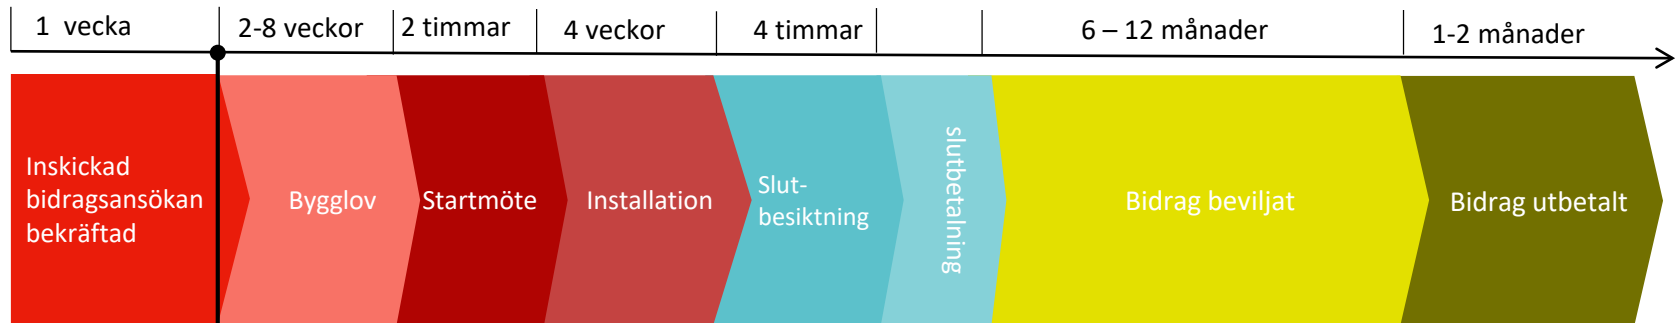 1 vecka
2-8 veckor
2 timmar
4 veckor
4 timmar
6 – 12 månader
1-2 månader
Inskickad
bidragsansökan
bekräftad
Bygglov
Startmöte
Installation
Slut-
besiktning
slutbetalning
Bidrag beviljat
Bidrag utbetalt